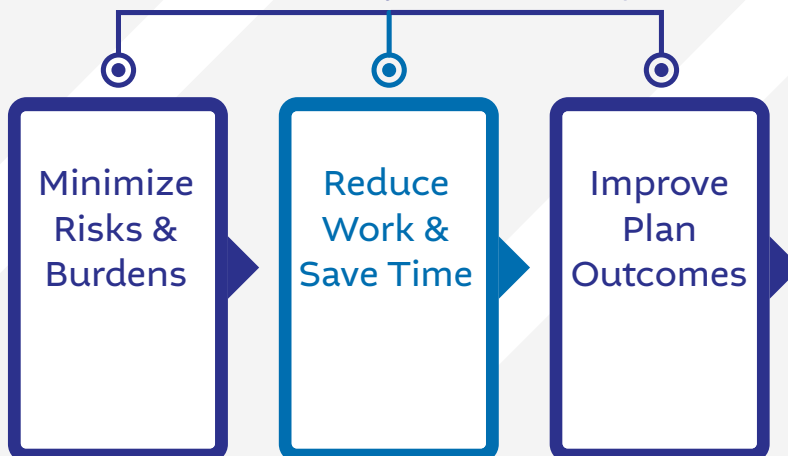 Minimize
Risks &
Burdens
Reduce
Work &
Save Time
Improve
Plan
Outcomes